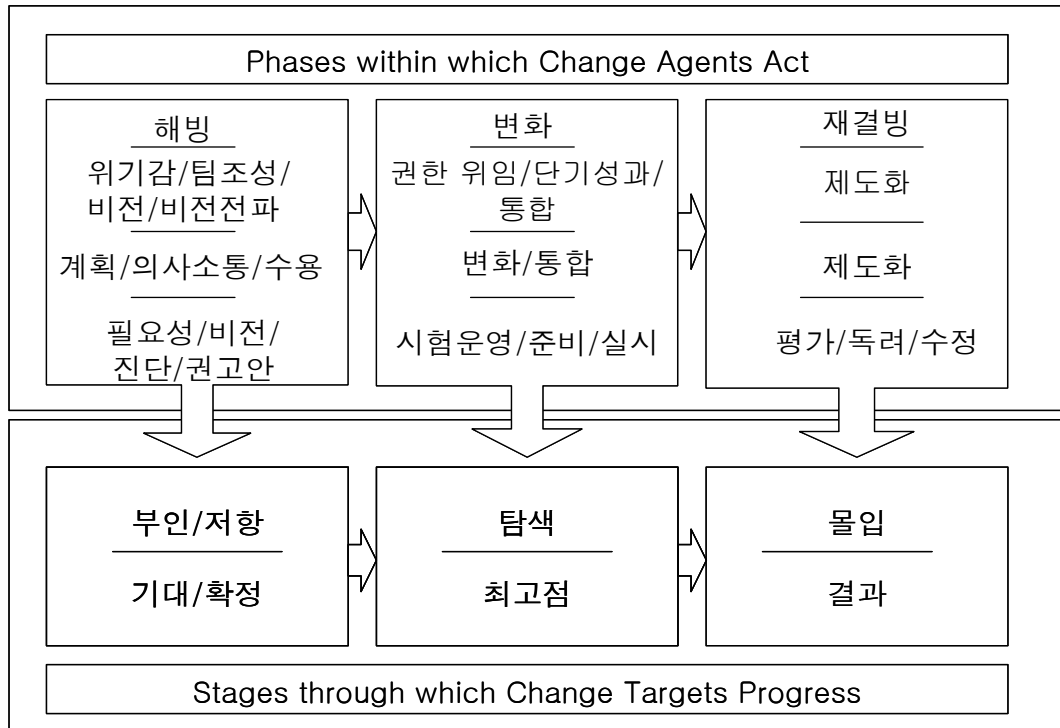 Phases within which Change Agents Act
해빙
위기감/팀조성/
비전/비전전파
계획/의사소통/수용
필요성/비전/
진단/권고안
변화
권한 위임/단기성과/
통합
변화/통합
시험운영/준비/실시
재결빙
제도화
제도화
평가/독려/수정
부인/저항
기대/확정
탐색
최고점
몰입
결과
Stages through which Change Targets Progress